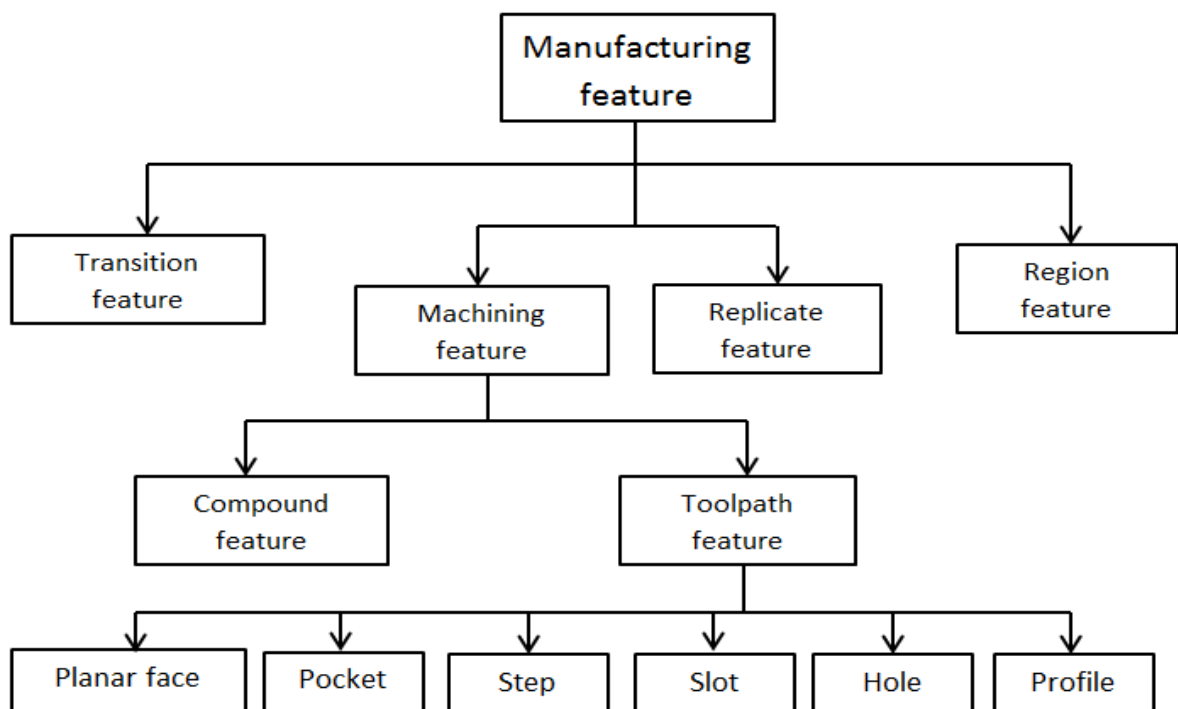 Manufacturing
feature
Transition
feature
Machining
feature
Replicate
feature
Region
feature
Compound
feature
Toolpath
feature
Planar face
Pocket
Step
Slot
Hole
Profile